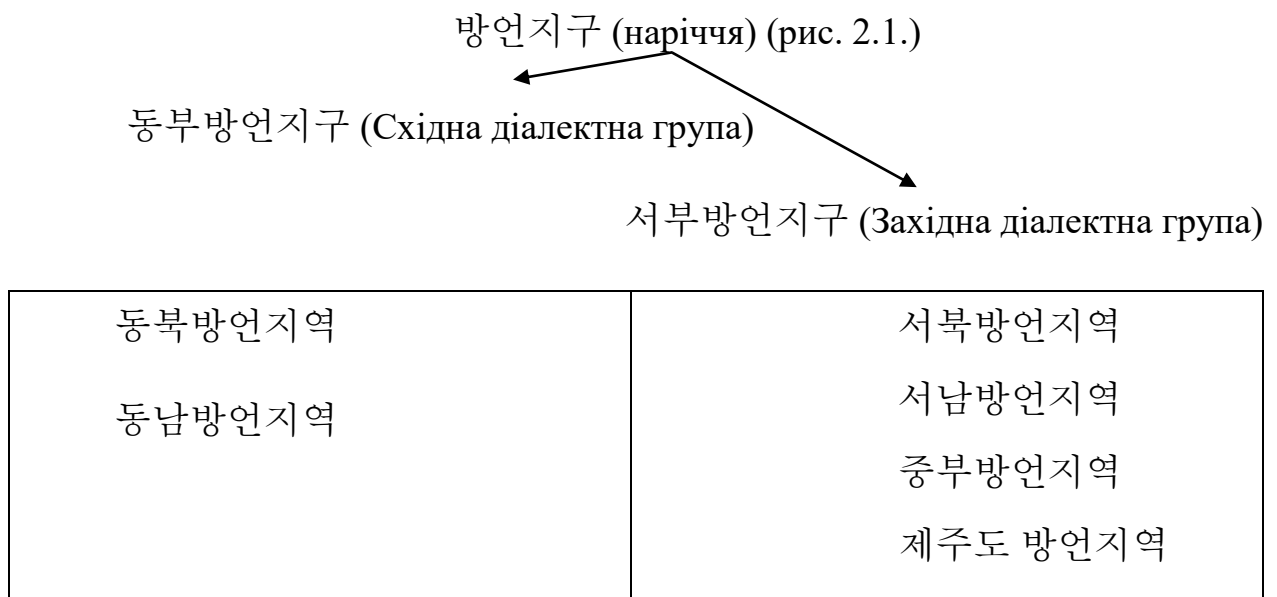 방언지구 (наріччя) (рис. 2.1.)
동부방언지구 (Східна діалектна група)
서부방언지구 (Західна діалектна група)
동북방언지역
동남방언지역
서북방언지역
서남방언지역
중부방언지역
제주도 방언지역